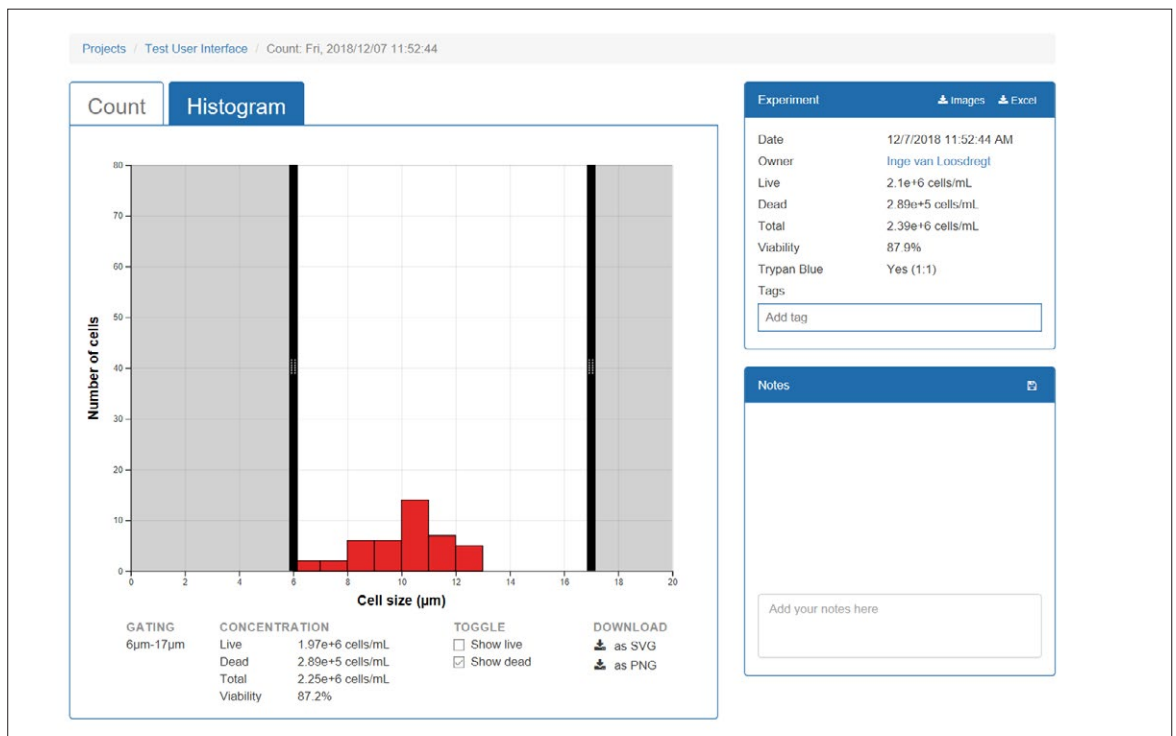 Projects / Test User Interface / Count: Fri, 2018/12/07 11:52:44
Count
Histogram
80
70
60
50
40
30
20
10
0
Number of cells
0 2 4 6 8 10 12 14 16 18 20
Cell size (μm)
GATING
6μm-17μm
CONCENTRATION
Live 1.97e+6 cells/mL
Dead 2.89e+5 cells/mL
Total 2.25e+6 cells/mL
Viability 87.2%
TOGGLE
Show live
Show dead
DOWNLOAD
as SVG
as PNG
Experiment Images Excel
Date 12/7/2018 11:52:44 AM
Owner Inge van Loosdregt
Live 2.1e+6 cells/mL
Dead 2.89e+5 cells/mL
Total 2.39e+6 cells/mL
Viability 87.9%
Trypan Blue Yes (1:1)
Tags
Add tag
Notes
Add your notes here